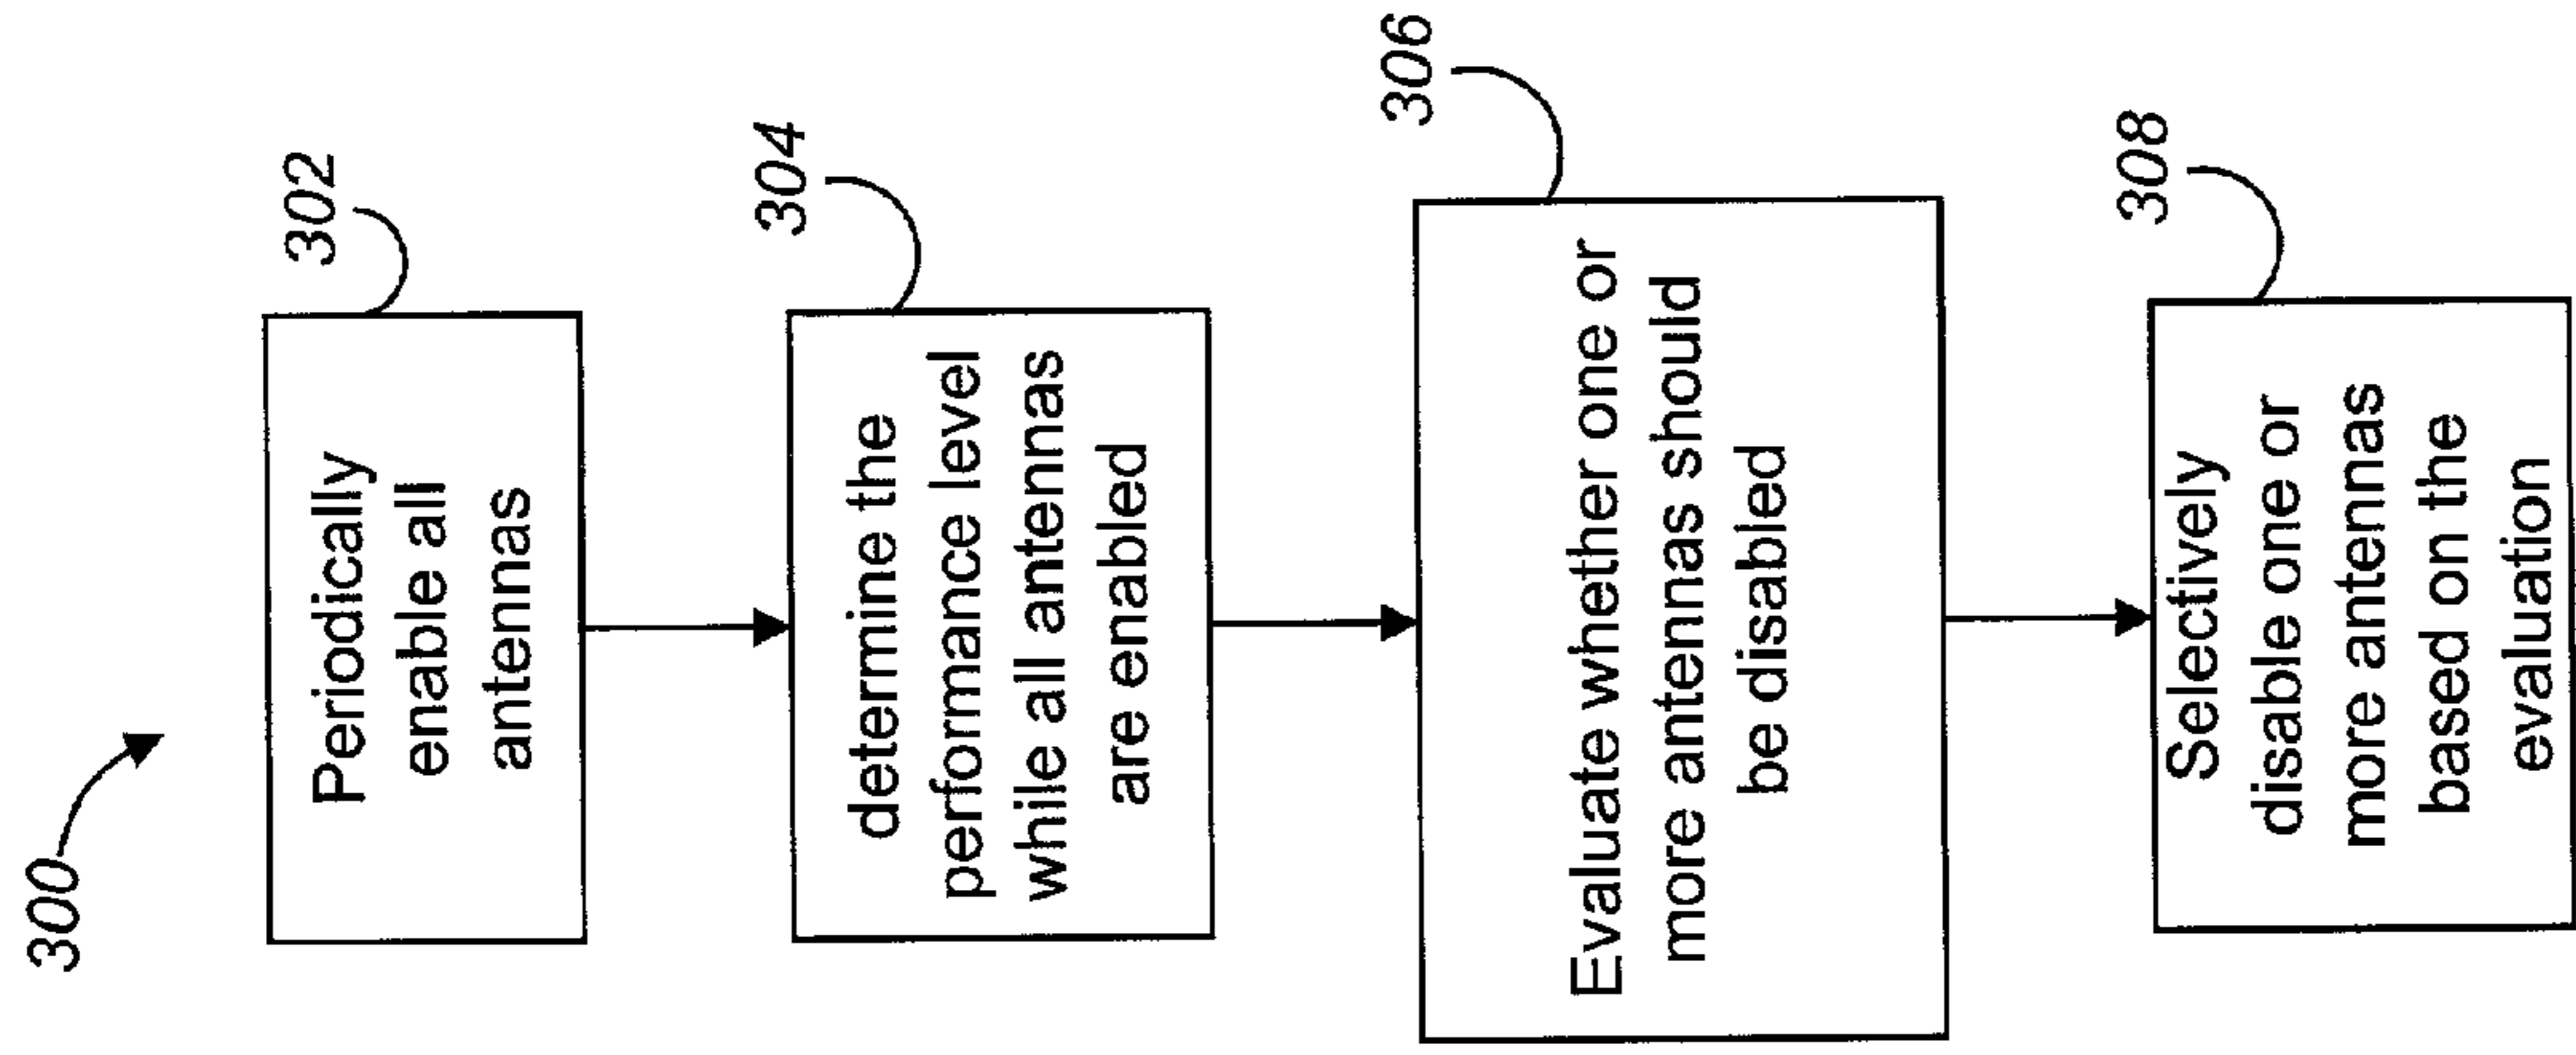 300
302
Periodically
enable all
antennas
304
determine the
performance level
while all antennas
are enabled
306
Evaluate whether one or
more antennas should
be disabled
308
Selectively
disable one or
more antennas
based on the
evaluation